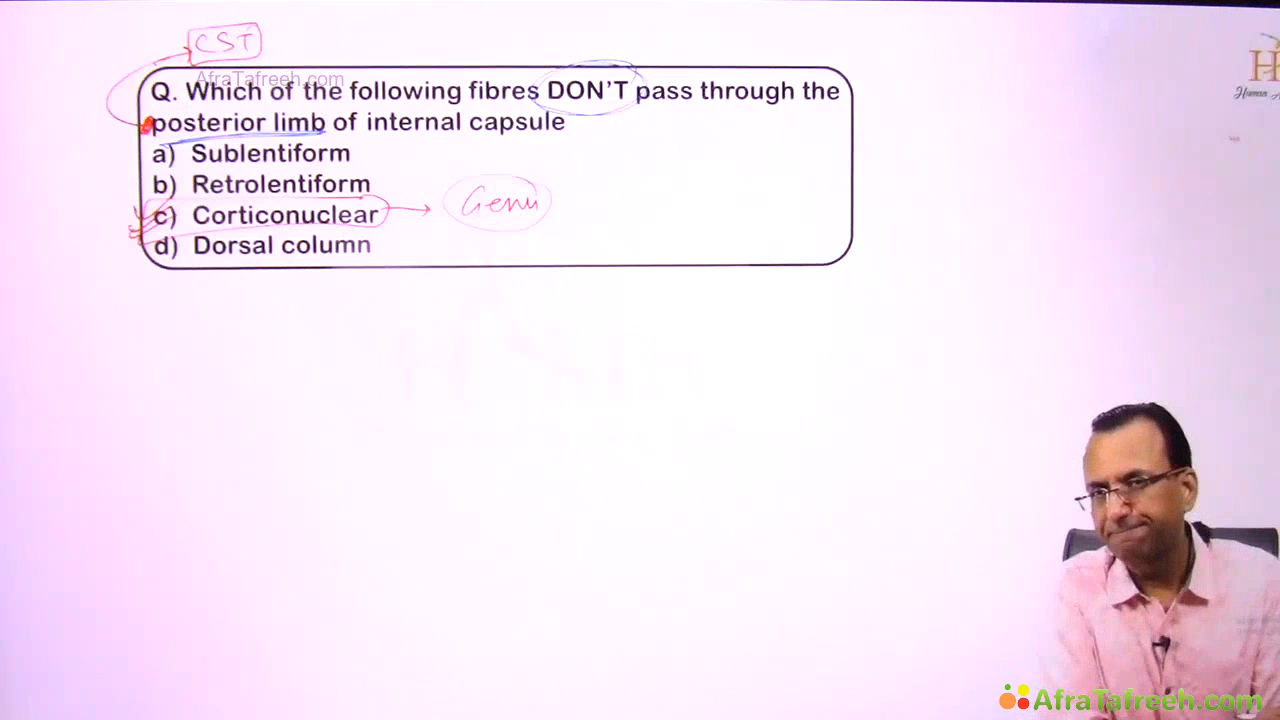 CST
AfraTafreeh.com
Q. Which of the following fibres DON'T pass through the
posterior limb of internal capsule
a) Sublentiform
b) Retrolentiform
c) Corticonuclear
Genu
d) Dorsal column
H
AfraTafreeh.com